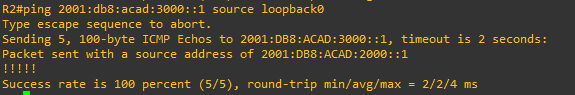 R2#ping 2001:db8:acad:3000::1 source loopback0
Type escape sequence to abort.
Sending 5, 100-byte ICMP Echos to 2001:DB8:ACAD:3000::1, timeout is 2 seconds:
Packet sent with a source address of 2001:DB8:ACAD:2000::1
!!!!!
Success rate is 100 percent (5/5), round-trip min/avg/max = 2/2/4 ms